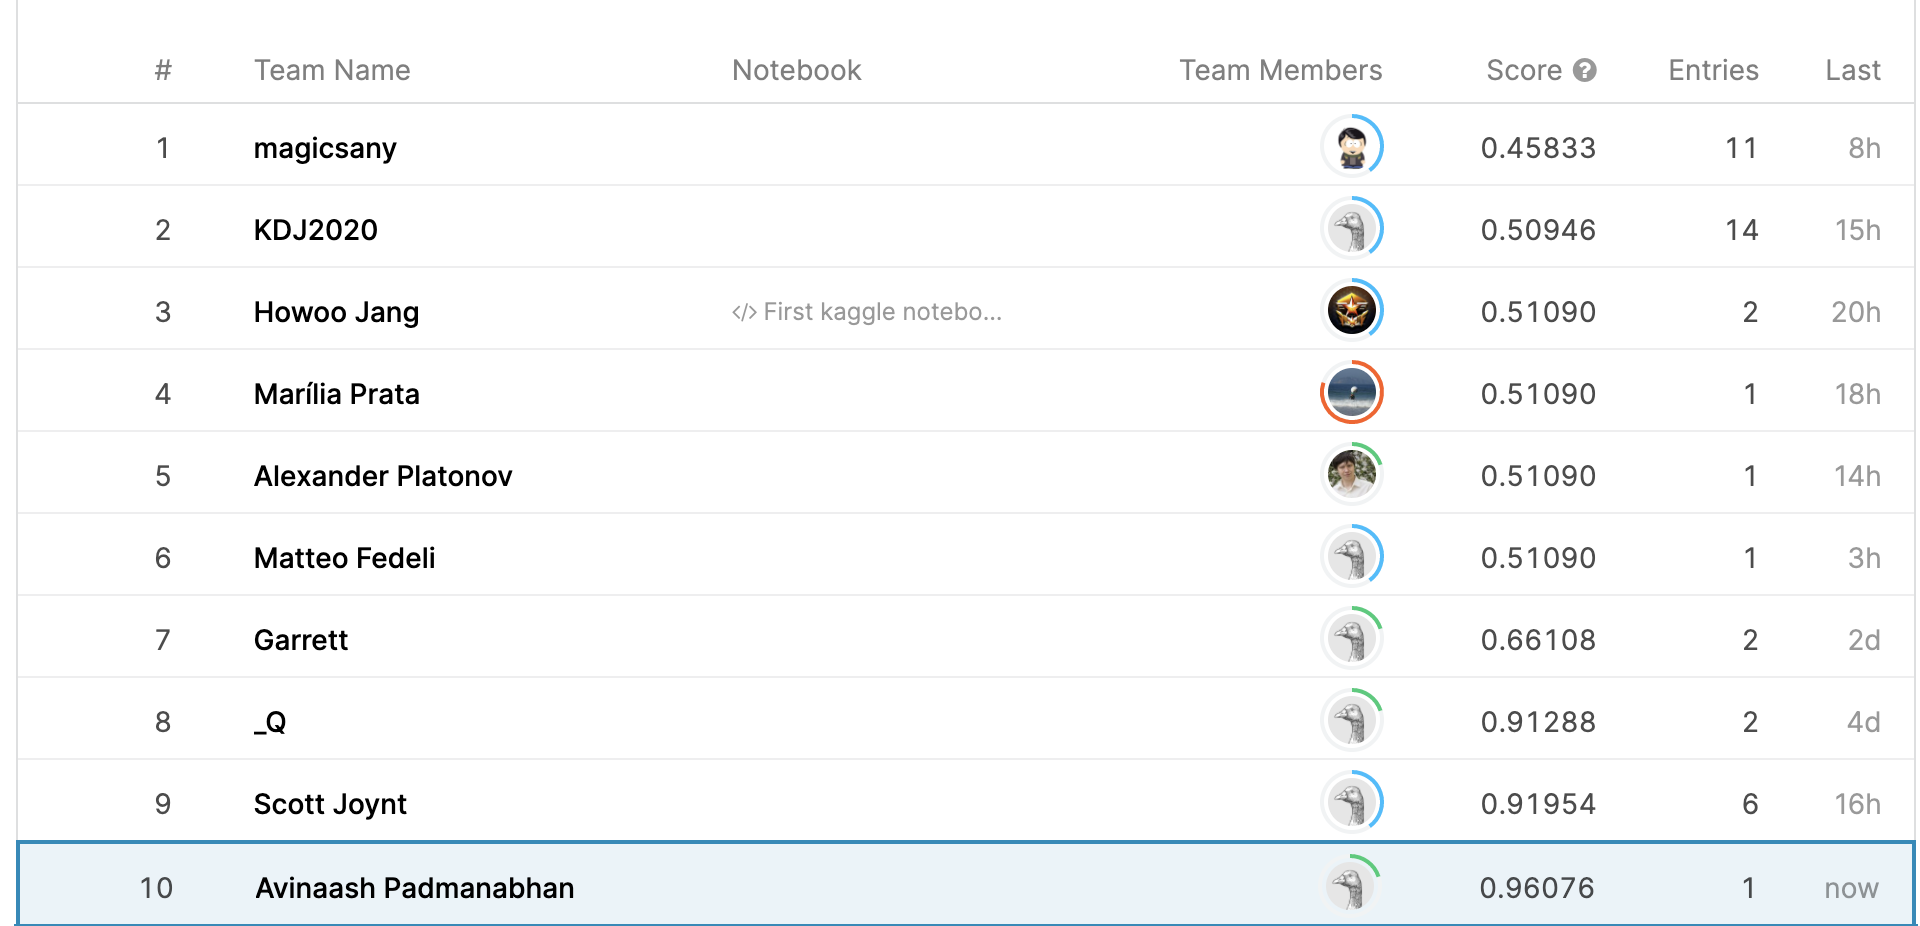 # Team Name Notebook Team Members Score ? Entries Last
1 magicsany 0.45833 11 8h
2 KDJ2020 0.50946 14 15h
3 Howoo Jang </> First kaggle notebo... 0.51090 2 20h
4 Marília Prata 0.51090 1 18h
5 Alexander Platonov 0.51090 1 14h
6 Matteo Fedeli 0.51090 1 3h
7 Garrett 0.66108 2 2d
8 _Q 0.91288 2 4d
9 Scott Joynt 0.91954 6 16h
10 Avinaash Padmanabhan 0.96076 1 now